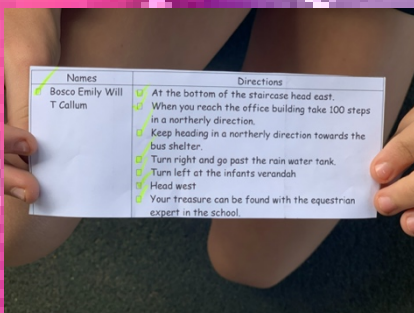 Names
Directions
Bosco Emily Will
T Callum
At the bottom of the staircase head east.
When you reach the office building take 100 steps
in a northerly direction.
Keep heading in a northerly direction towards the
bus shelter.
Turn right and go past the rain water tank.
Turn left at the infants verandah
Head west
Your treasure can be found with the equestrian
expert in the school.